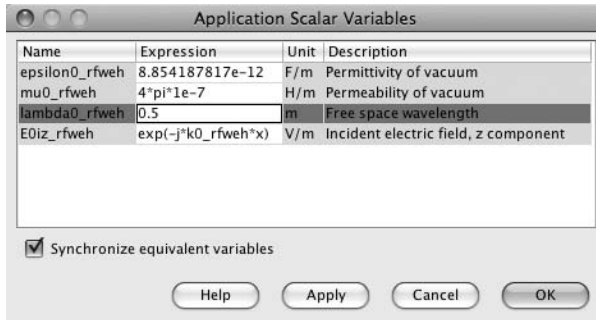 Application Scalar Variables
Name Expression Unit Description
epsilon0_rfweh 8.854187817e-12 F/m Permittivity of vacuum
mu0_rfweh 4*pi*1e-7 H/m Permeability of vacuum
lambda0_rfweh 0.5 m Free space wavelength
E0iz_rfweh exp(-j*k0_rfweh*x) V/m Incident electric field, z component
Synchronize equivalent variables
Help Apply Cancel OK